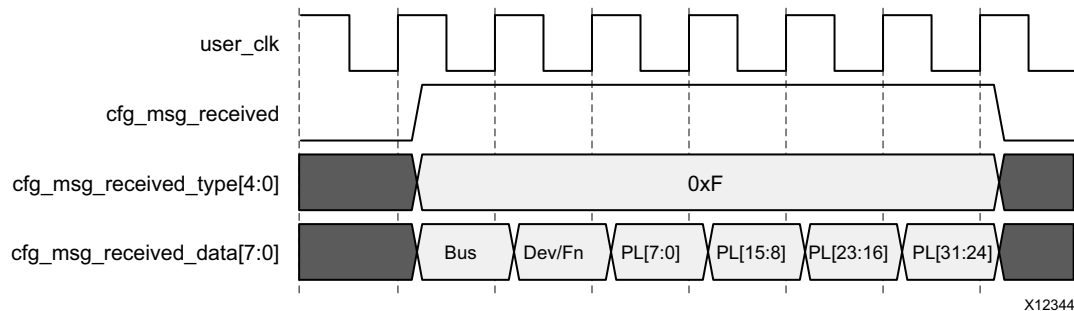 user_clk
cfg_msg_received
cfg_msg_received_type[4:0]
0xF
cfg_msg_received_data[7:0]
Bus
Dev/Fn
PL[7:0]
PL[15:8]
PL[23:16]
PL[31:24]
X12344